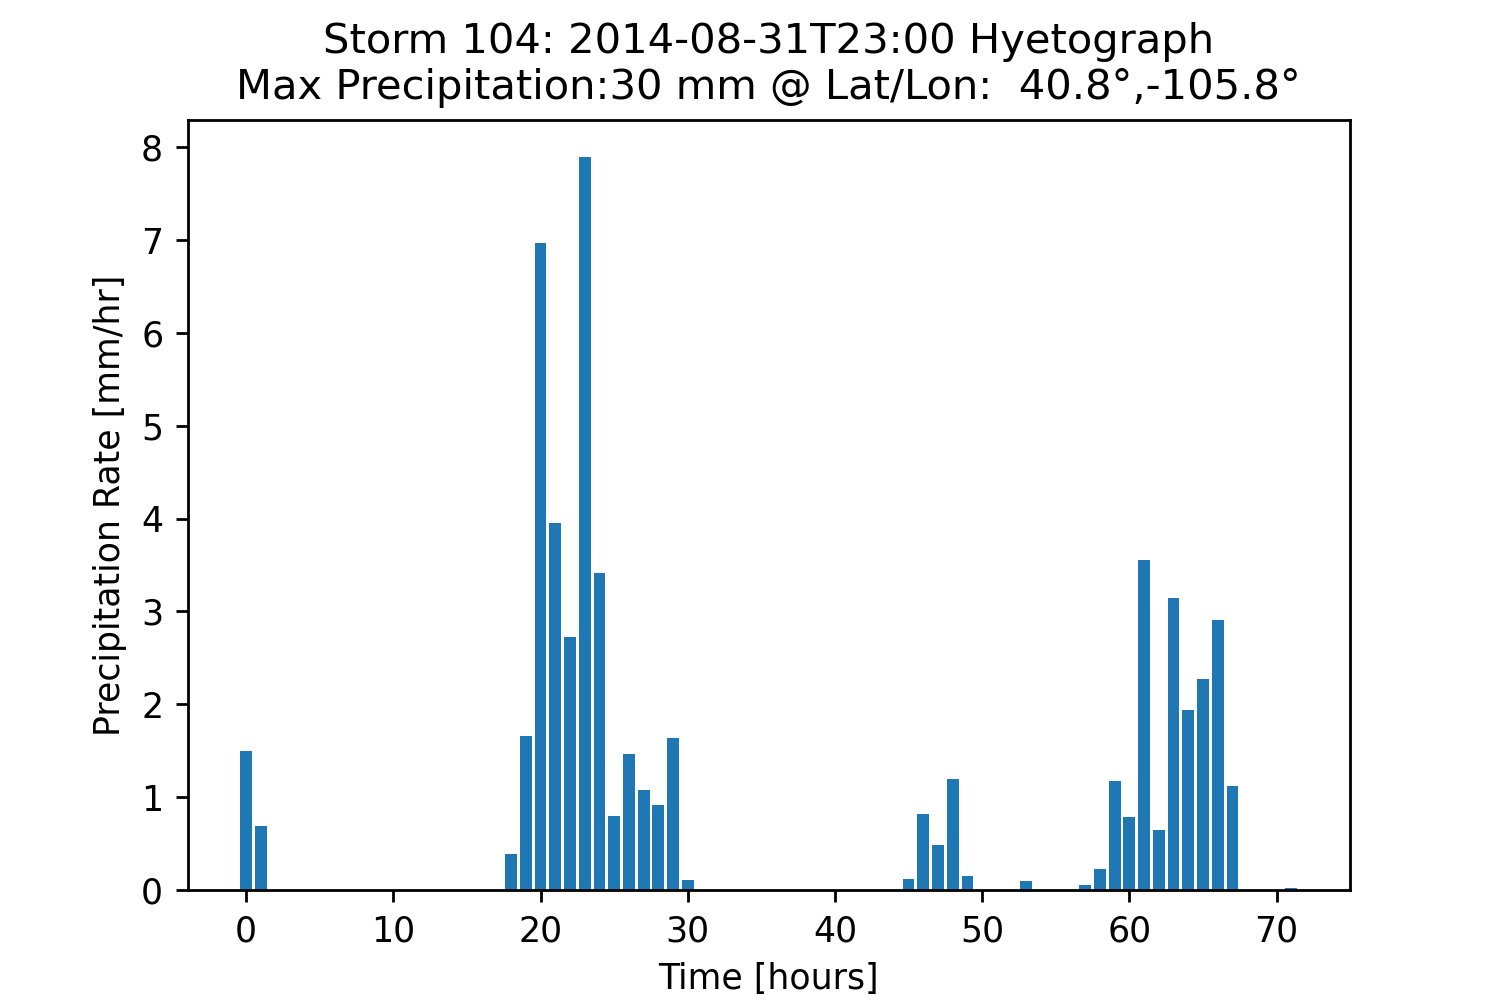 Storm 104: 2014-08-31T23:00 Hyetograph
Max Precipitation:30 mm @ Lat/Lon:  40.8°,-105.8°
8
7
6
5
4
3
2
1
0
Precipitation Rate [mm/hr]
0 10 20 30 40 50 60 70
Time [hours]